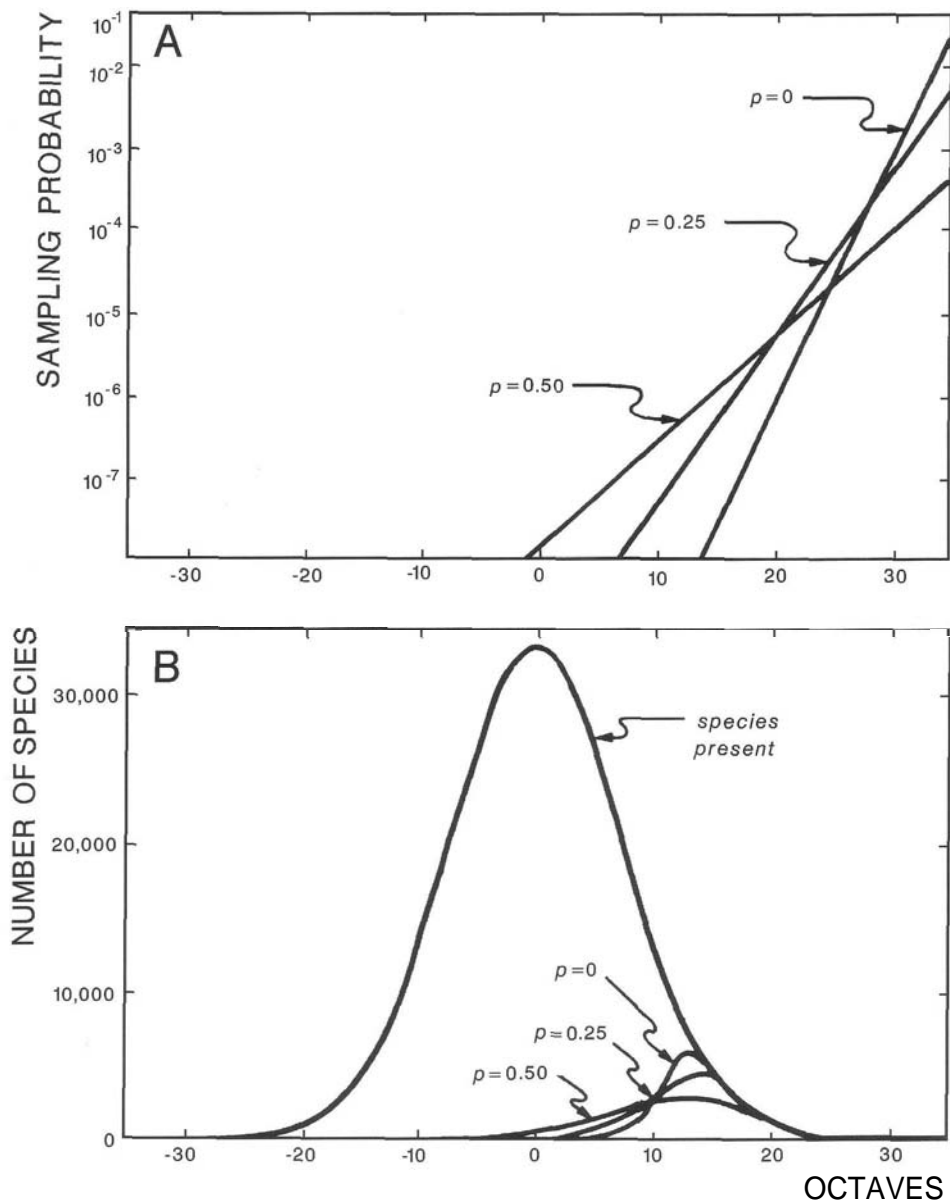 A
SAMPLING PROBABILITY
10^-1
10^-2
10^-3
10^-4
10^-5
10^-6
10^-7
p=0
p=0.25
p=0.50
-30
-20
-10
0
10
20
30
B
NUMBER OF SPECIES
30,000
20,000
10,000
0
species
present
p=0
p=0.25
p=0.50
-30
-20
-10
0
10
20
30
OCTAVES